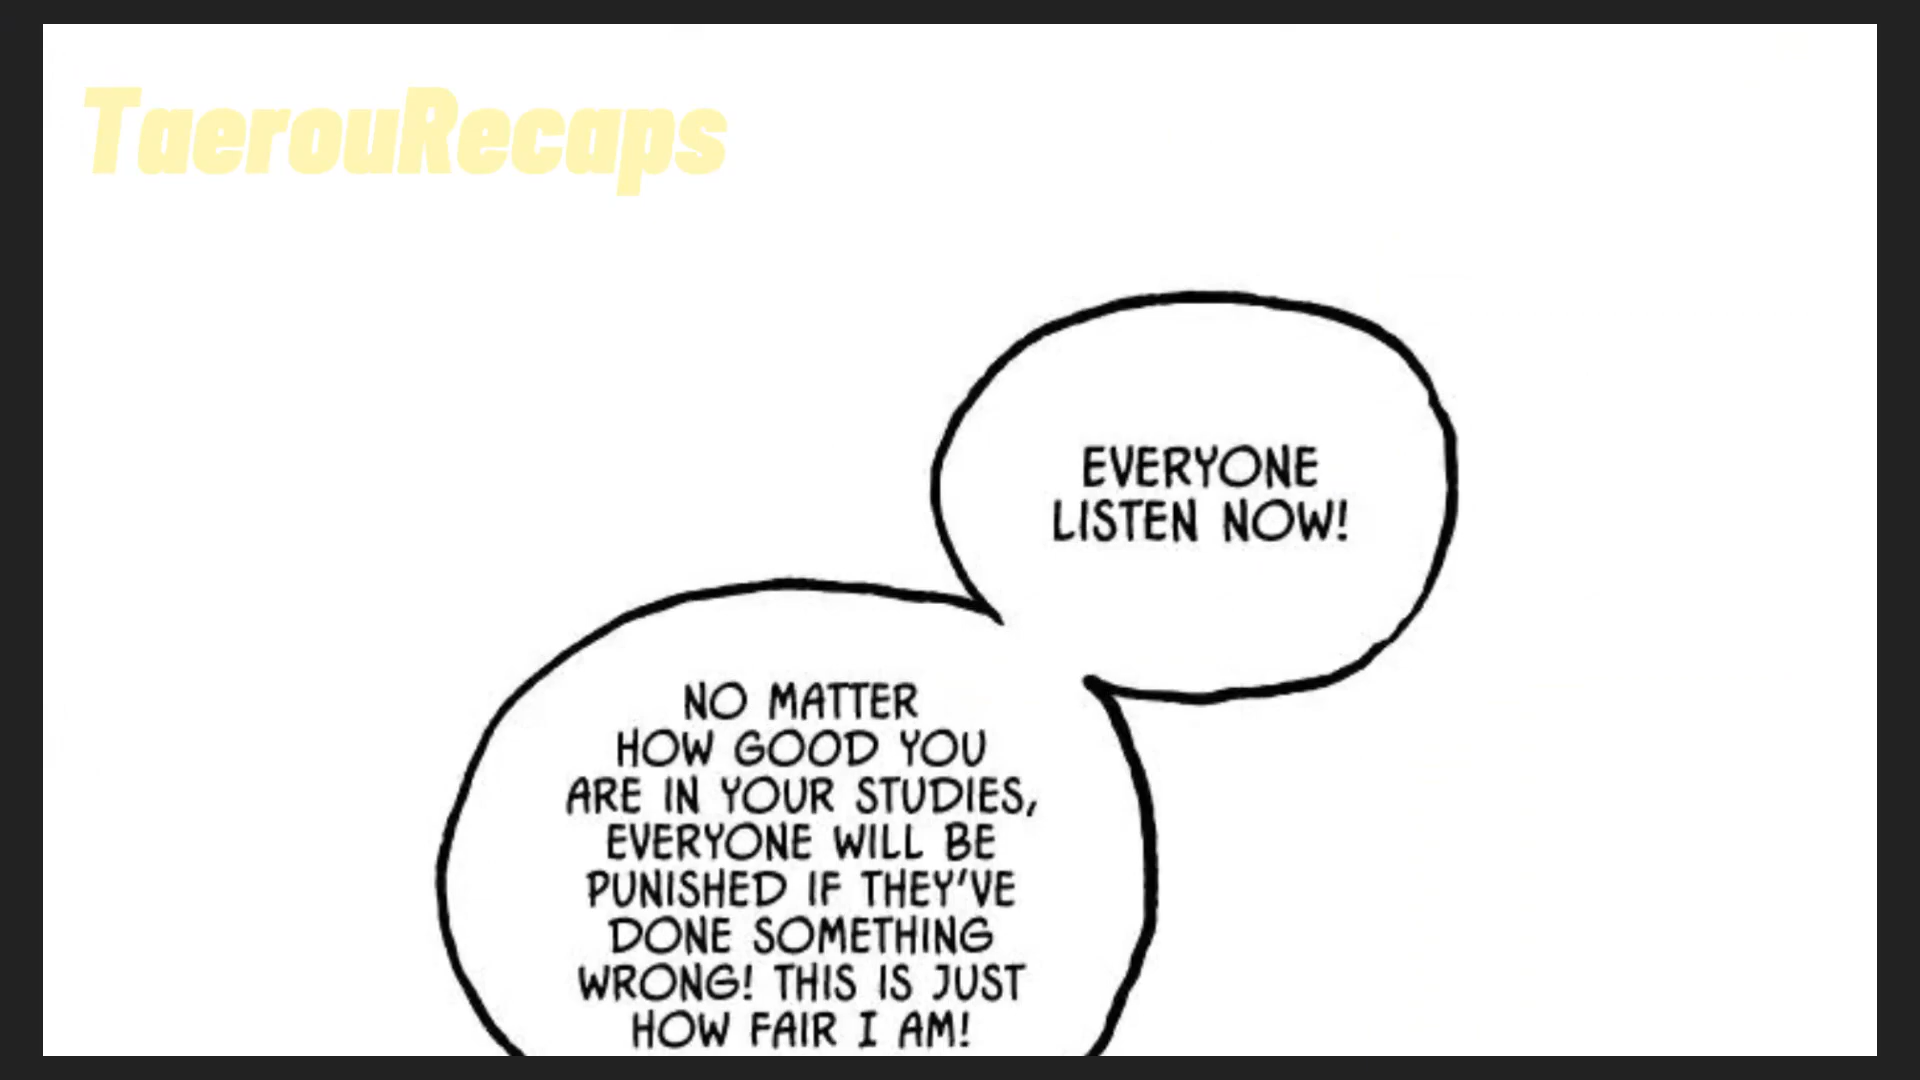 TaerouRecaps
EVERYONE
LISTEN NOW!
NO MATTER
HOW GOOD YOU
ARE IN YOUR STUDIES,
EVERYONE WILL BE
PUNISHED IF THEY'VE
DONE SOMETHING
WRONG! THIS IS JUST
HOW FAIR I AM!